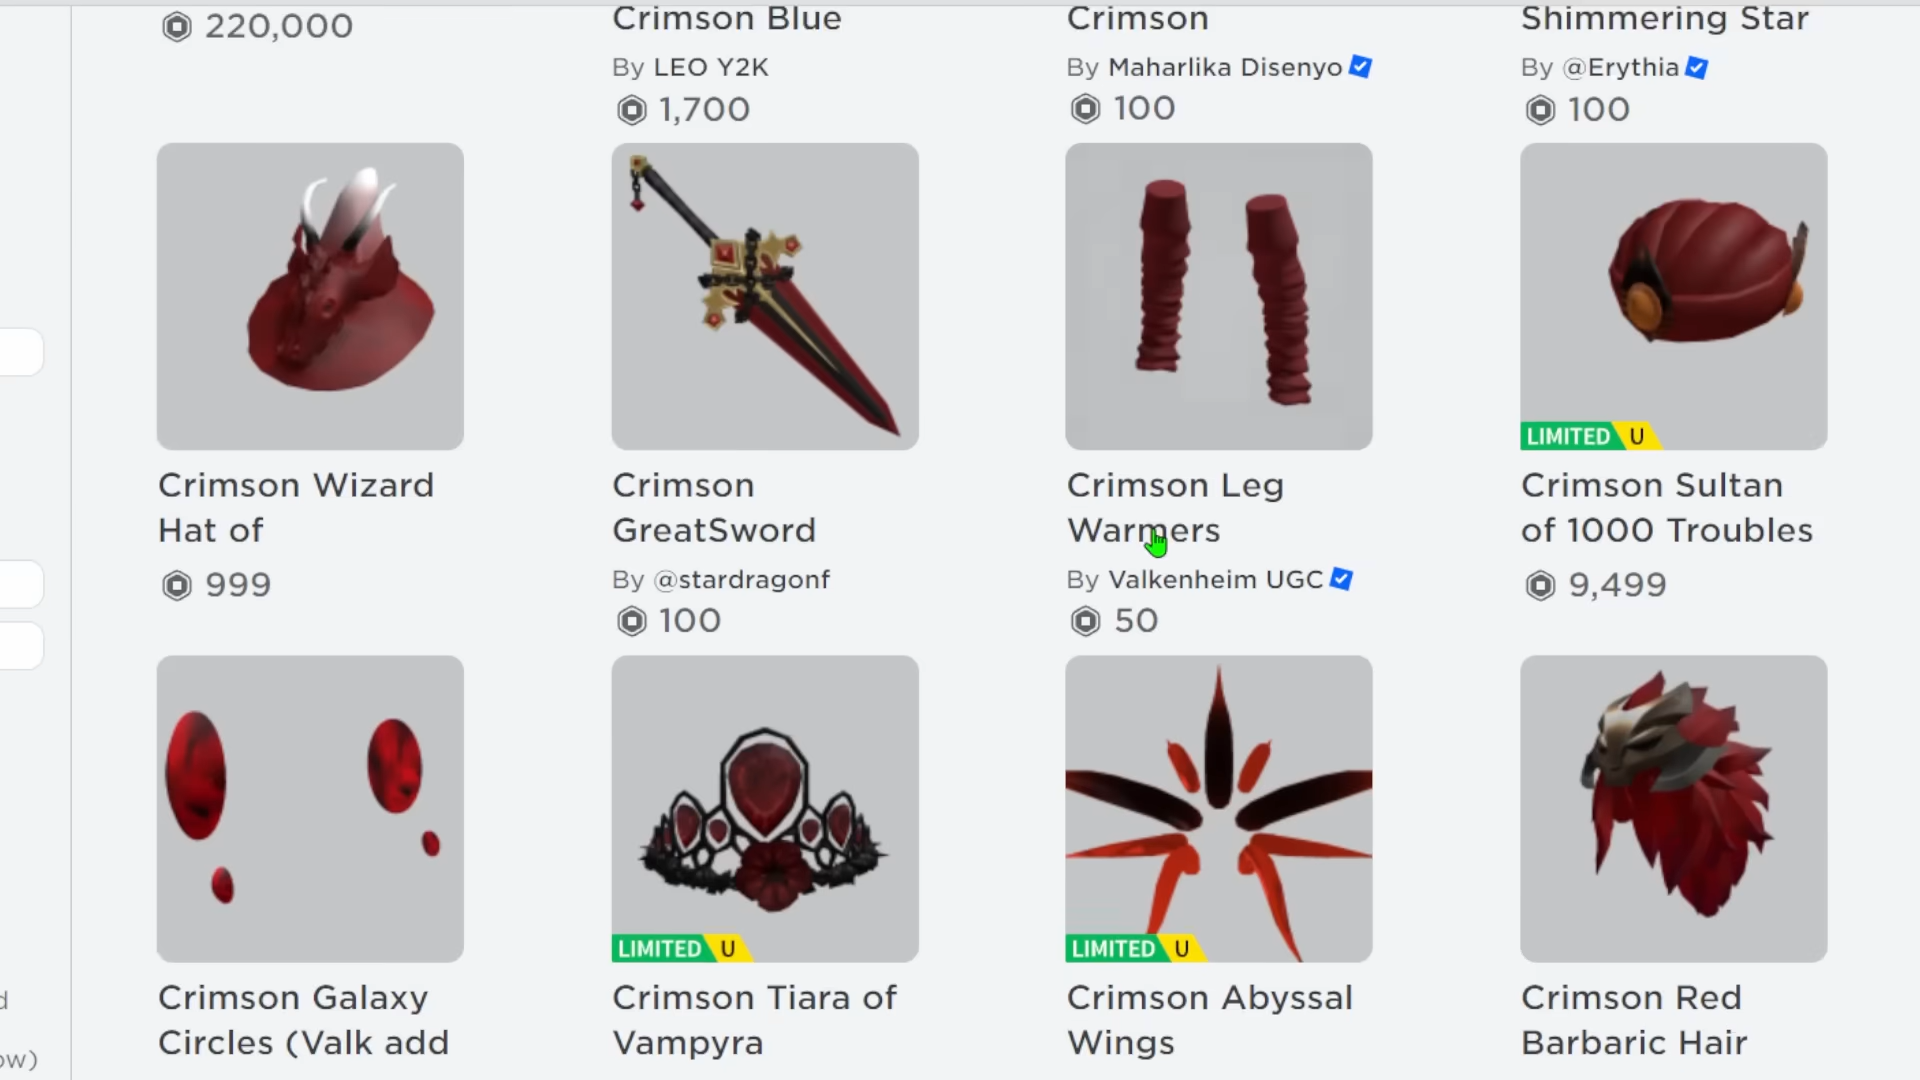 220,000
Crimson Blue
By LEO Y2K
1,700
Crimson
By Maharlika Disenyo
100
Shimmering Star
By @Erythia
100
Crimson Wizard
Hat of
999
Crimson
GreatSword
By @stardragonf
100
Crimson Leg
Warmers
By Valkenheim UGC
50
LIMITED U
Crimson Sultan
of 1000 Troubles
9,499
Crimson Galaxy
Circles (Valk add
LIMITED U
Crimson Tiara of
Vampyra
LIMITED U
Crimson Abyssal
Wings
Crimson Red
Barbaric Hair
d
ow)